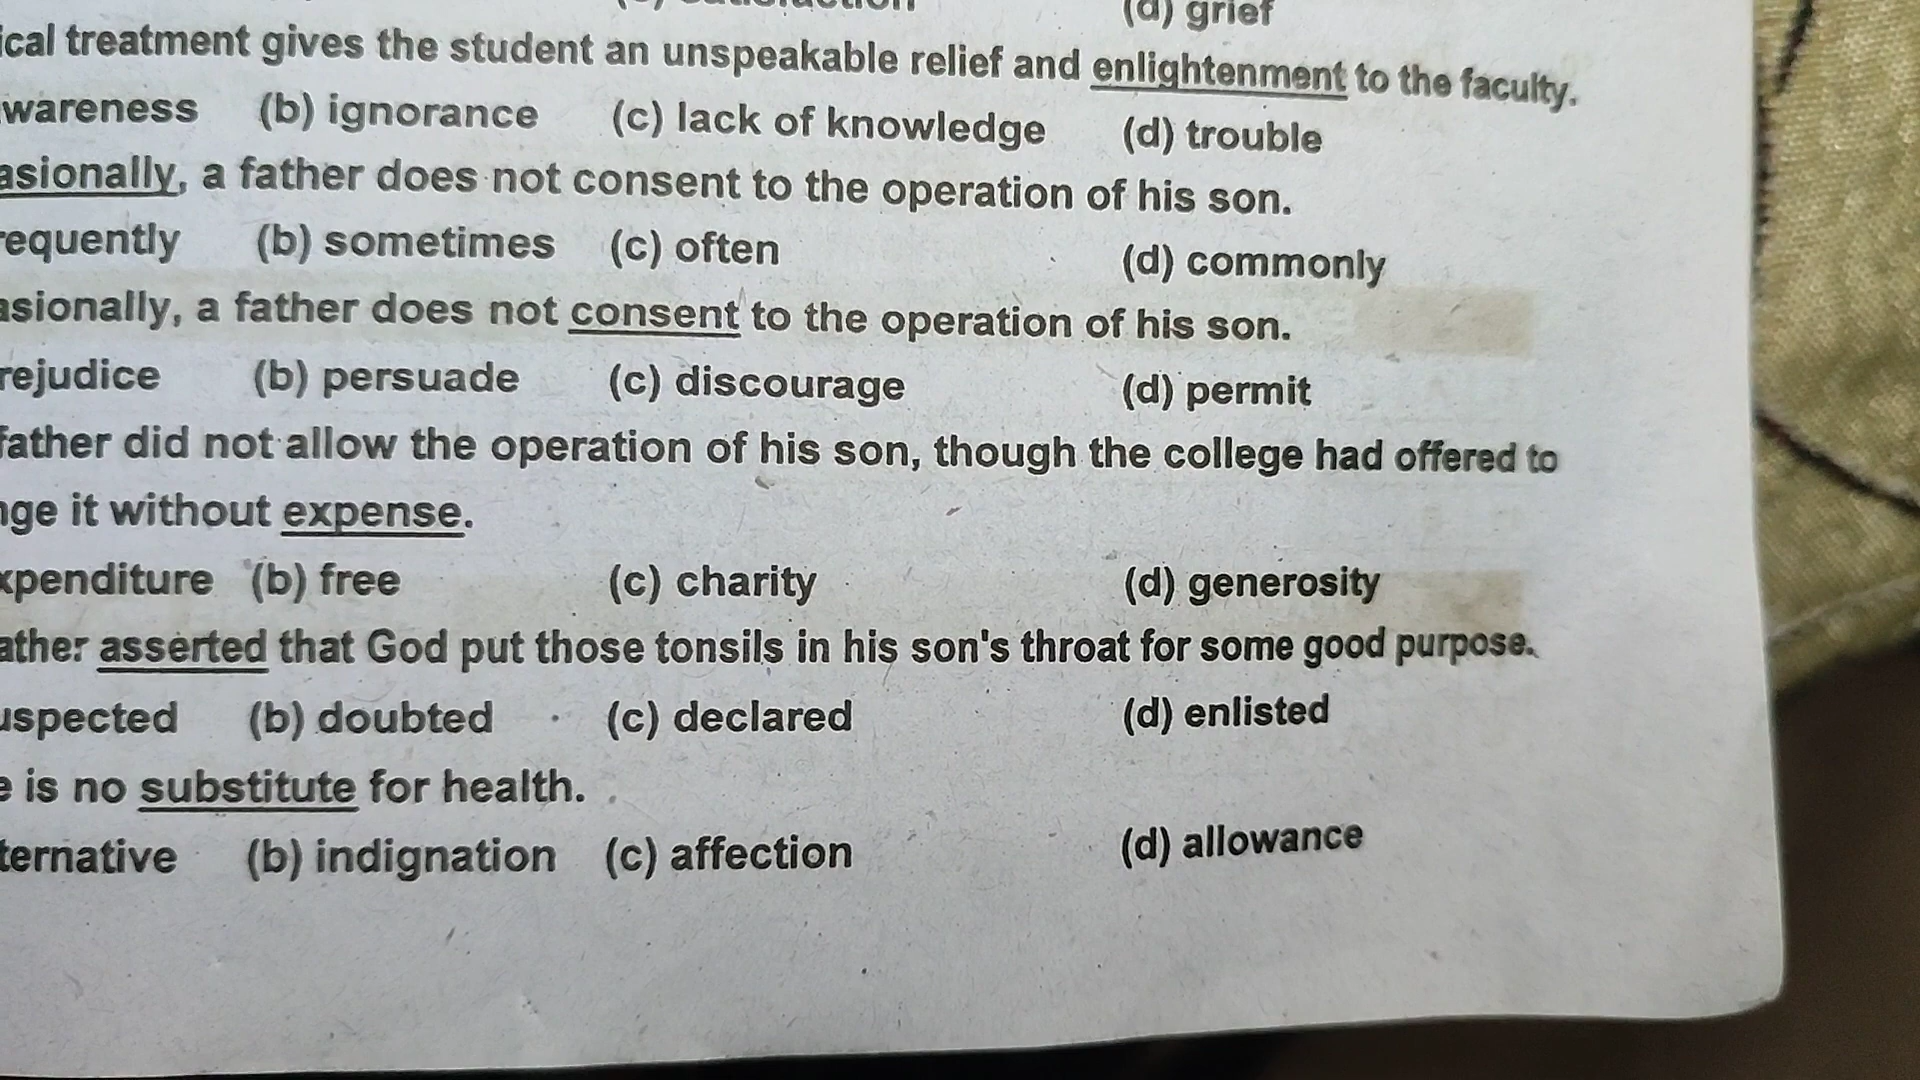 (d) grief
ical treatment gives the student an unspeakable relief and enlightenment to the faculty.
wareness (b) ignorance (c) lack of knowledge (d) trouble
asionally, a father does not consent to the operation of his son.
requently (b) sometimes (c) often (d) commonly
asionally, a father does not consent to the operation of his son.
rejudice (b) persuade (c) discourage (d) permit
father did not allow the operation of his son, though the college had offered to
nge it without expense.
xpenditure (b) free (c) charity (d) generosity
ather asserted that God put those tonsils in his son's throat for some good purpose.
uspected (b) doubted (c) declared (d) enlisted
e is no substitute for health.
ternative (b) indignation (c) affection (d) allowance